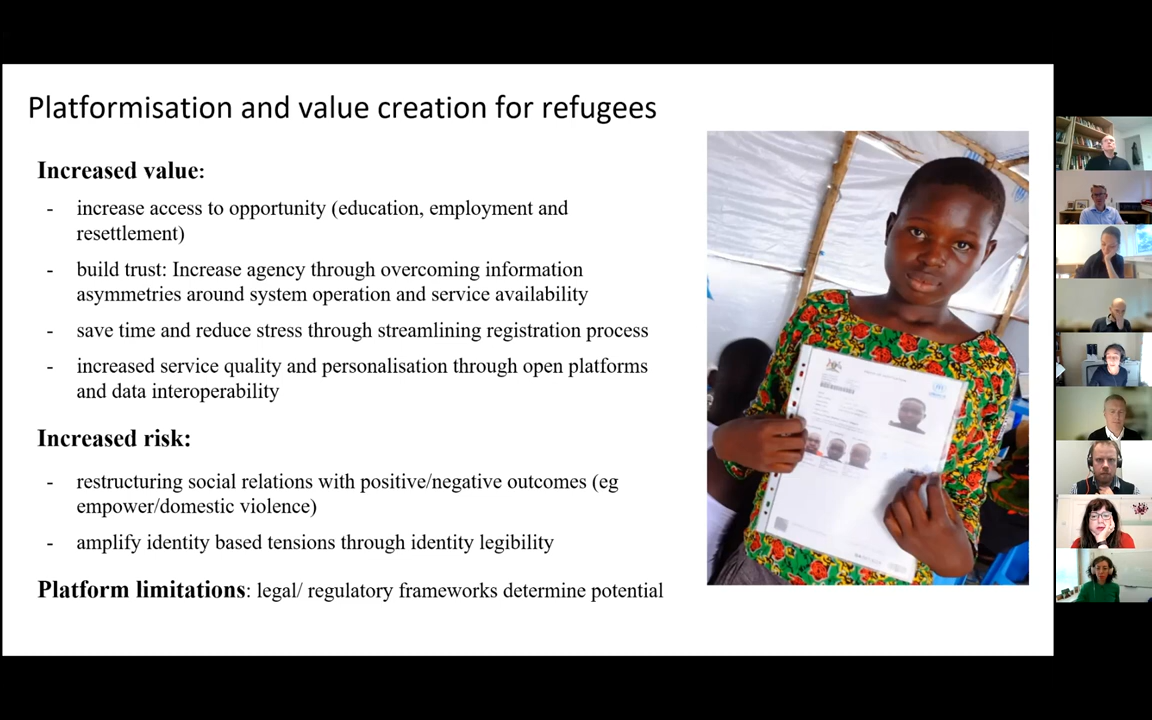 Platformisation and value creation for refugees
Increased value:
- increase access to opportunity (education, employment and
resettlement)
- build trust: Increase agency through overcoming information
asymmetries around system operation and service availability
- save time and reduce stress through streamlining registration process
- increased service quality and personalisation through open platforms
and data interoperability
Increased risk:
- restructuring social relations with positive/negative outcomes (eg
empower/domestic violence)
- amplify identity based tensions through identity legibility
Platform limitations: legal/ regulatory frameworks determine potential